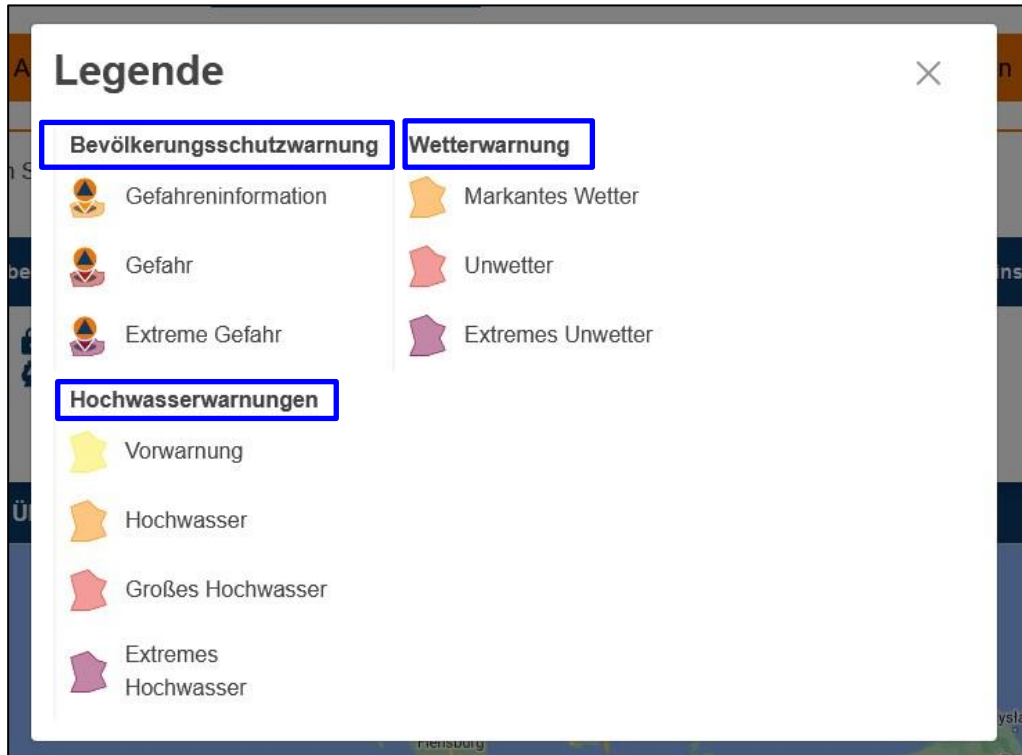 Legende
Bevölkerungsschutzwarnung
Gefahreninformation
Gefahr
Extreme Gefahr
Wetterwarnung
Markantes Wetter
Unwetter
Extremes Unwetter
Hochwasserwarnungen
Vorwarnung
Hochwasser
Großes Hochwasser
Extremes
Hochwasser